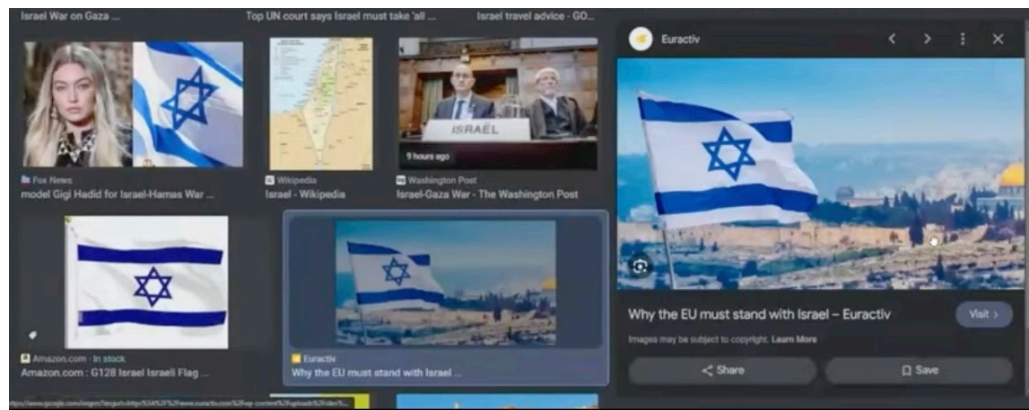 Israel War on Gaza ...
Top UN court says Israel must take 'all ...
Israel travel advice - GO...
Euractiv
ISRAËL
9 hours ago
Fox News
model Gigi Hadid for Israel-Hamas War ...
Wikipedia
Israel - Wikipedia
Washington Post
Israel-Gaza War - The Washington Post
Why the EU must stand with Israel – Euractiv
Visit >
Images may be subject to copyright. Learn More
Share
Save
Amazon.com · In stock
Amazon.com : G128 Israel Israeli Flag ...
Euractiv
Why the EU must stand with Israel ...